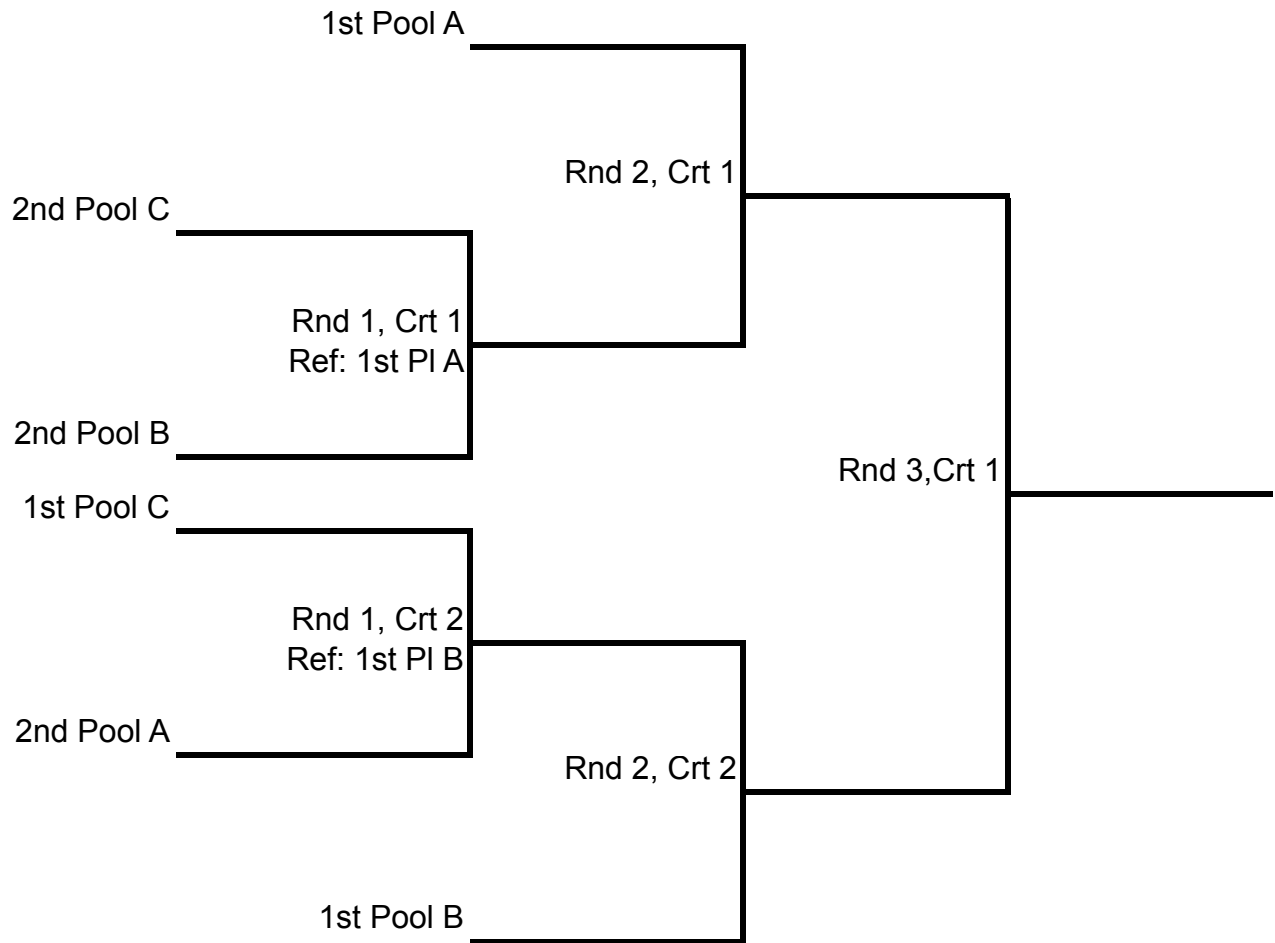 1st Pool A
Rnd 2, Crt 1
2nd Pool C
Rnd 1, Crt 1
Ref: 1st Pl A
2nd Pool B
Rnd 3,Crt 1
1st Pool C
Rnd 1, Crt 2
Ref: 1st Pl B
2nd Pool A
Rnd 2, Crt 2
1st Pool B